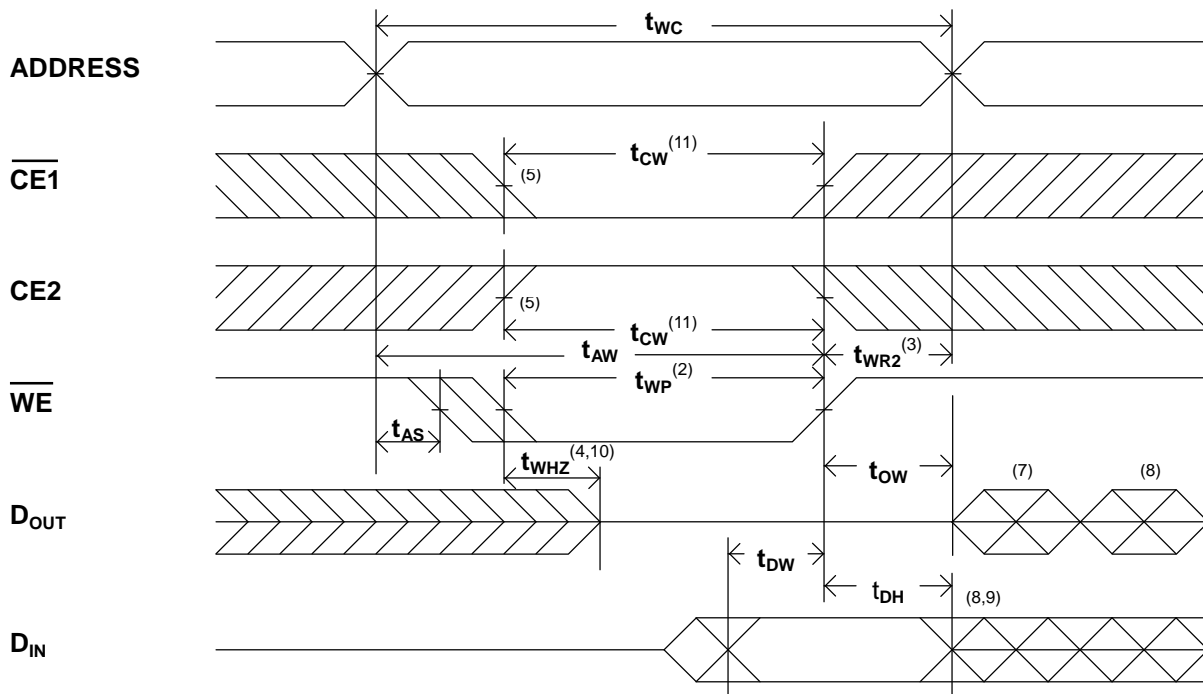 tWC
ADDRESS
tCW(11)
CE1
(5)
CE2
(5)
tCW(11)
tAW
tWR2(3)
tWP(2)
WE
tAS
tWHZ(4,10)
tOW
(7)
(8)
DOUT
tDW
tDH
(8,9)
DIN